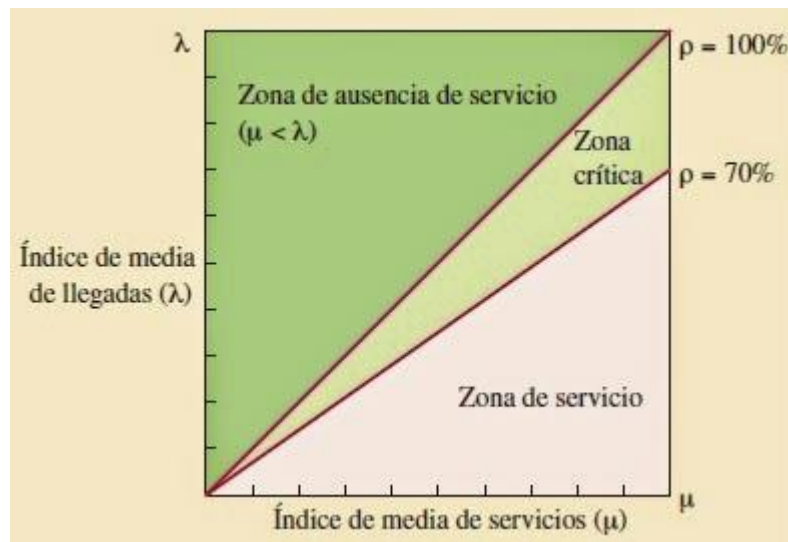 λ
ρ = 100%
Zona de ausencia de servicio
(μ < λ)
Zona
crítica
ρ = 70%
Índice de media
de llegadas (λ)
Zona de servicio
μ
Índice de media de servicios (μ)